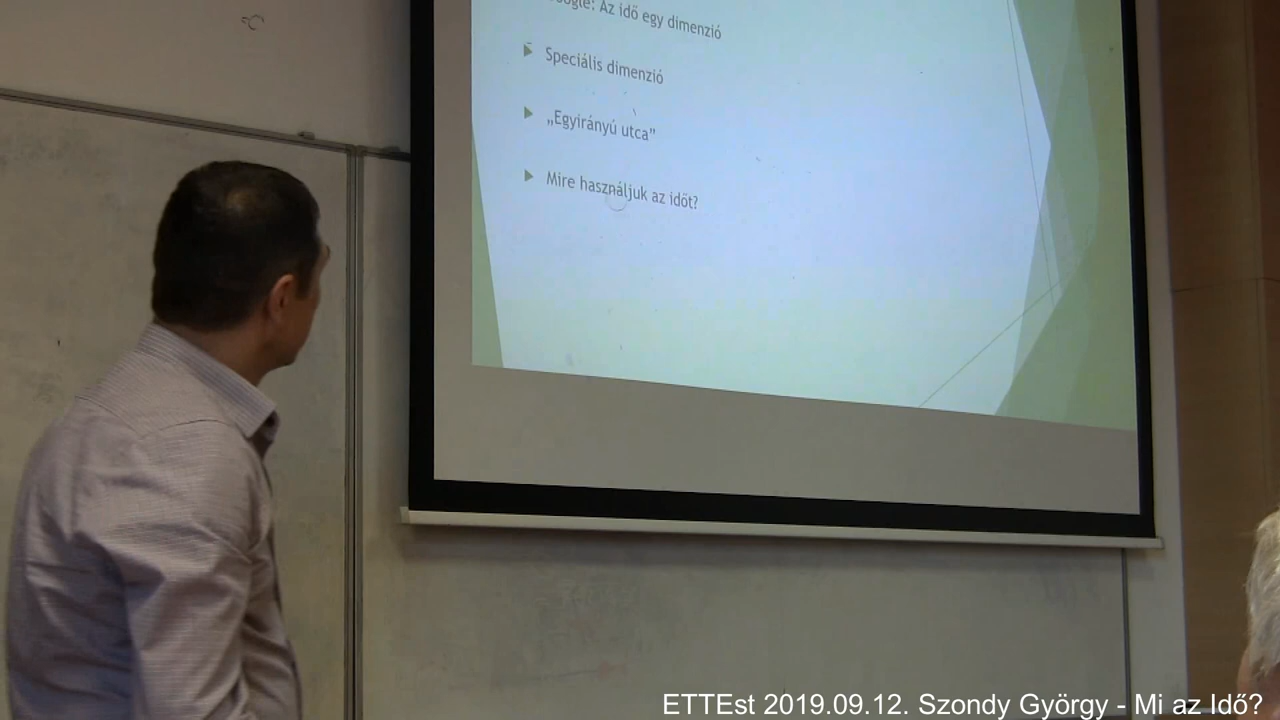 Az idő egy dimenzió
Speciális dimenzió
„Egyirányú utca”
Mire használjuk az időt?
ETTEst 2019.09.12. Szondy György - Mi az Idő?